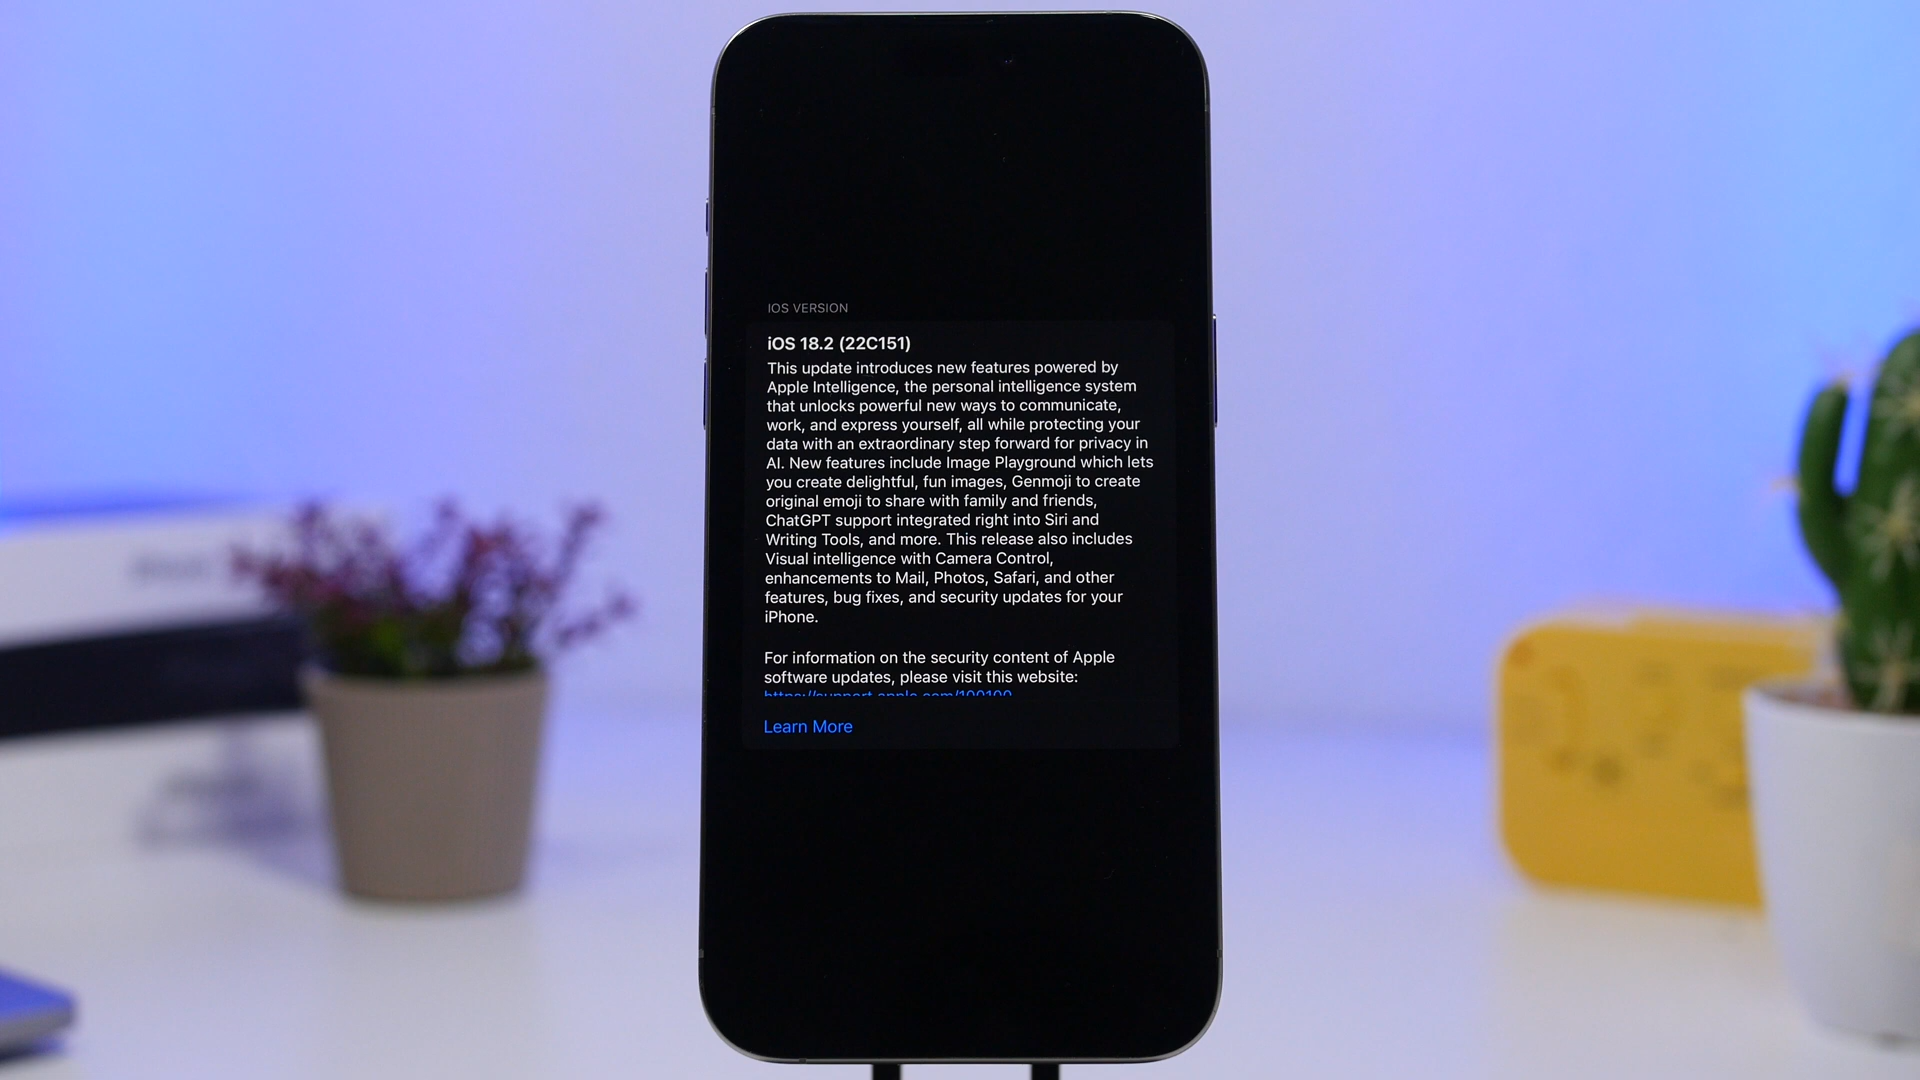 IOS VERSION
iOS 18.2 (22C151)
This update introduces new features powered by
Apple Intelligence, the personal intelligence system
that unlocks powerful new ways to communicate,
work, and express yourself, all while protecting your
data with an extraordinary step forward for privacy in
AI. New features include Image Playground which lets
you create delightful, fun images, Genmoji to create
original emoji to share with family and friends,
ChatGPT support integrated right into Siri and
Writing Tools, and more. This release also includes
Visual intelligence with Camera Control,
enhancements to Mail, Photos, Safari, and other
features, bug fixes, and security updates for your
iPhone.
For information on the security content of Apple
software updates, please visit this website:
https://support.apple.com/100100
Learn More